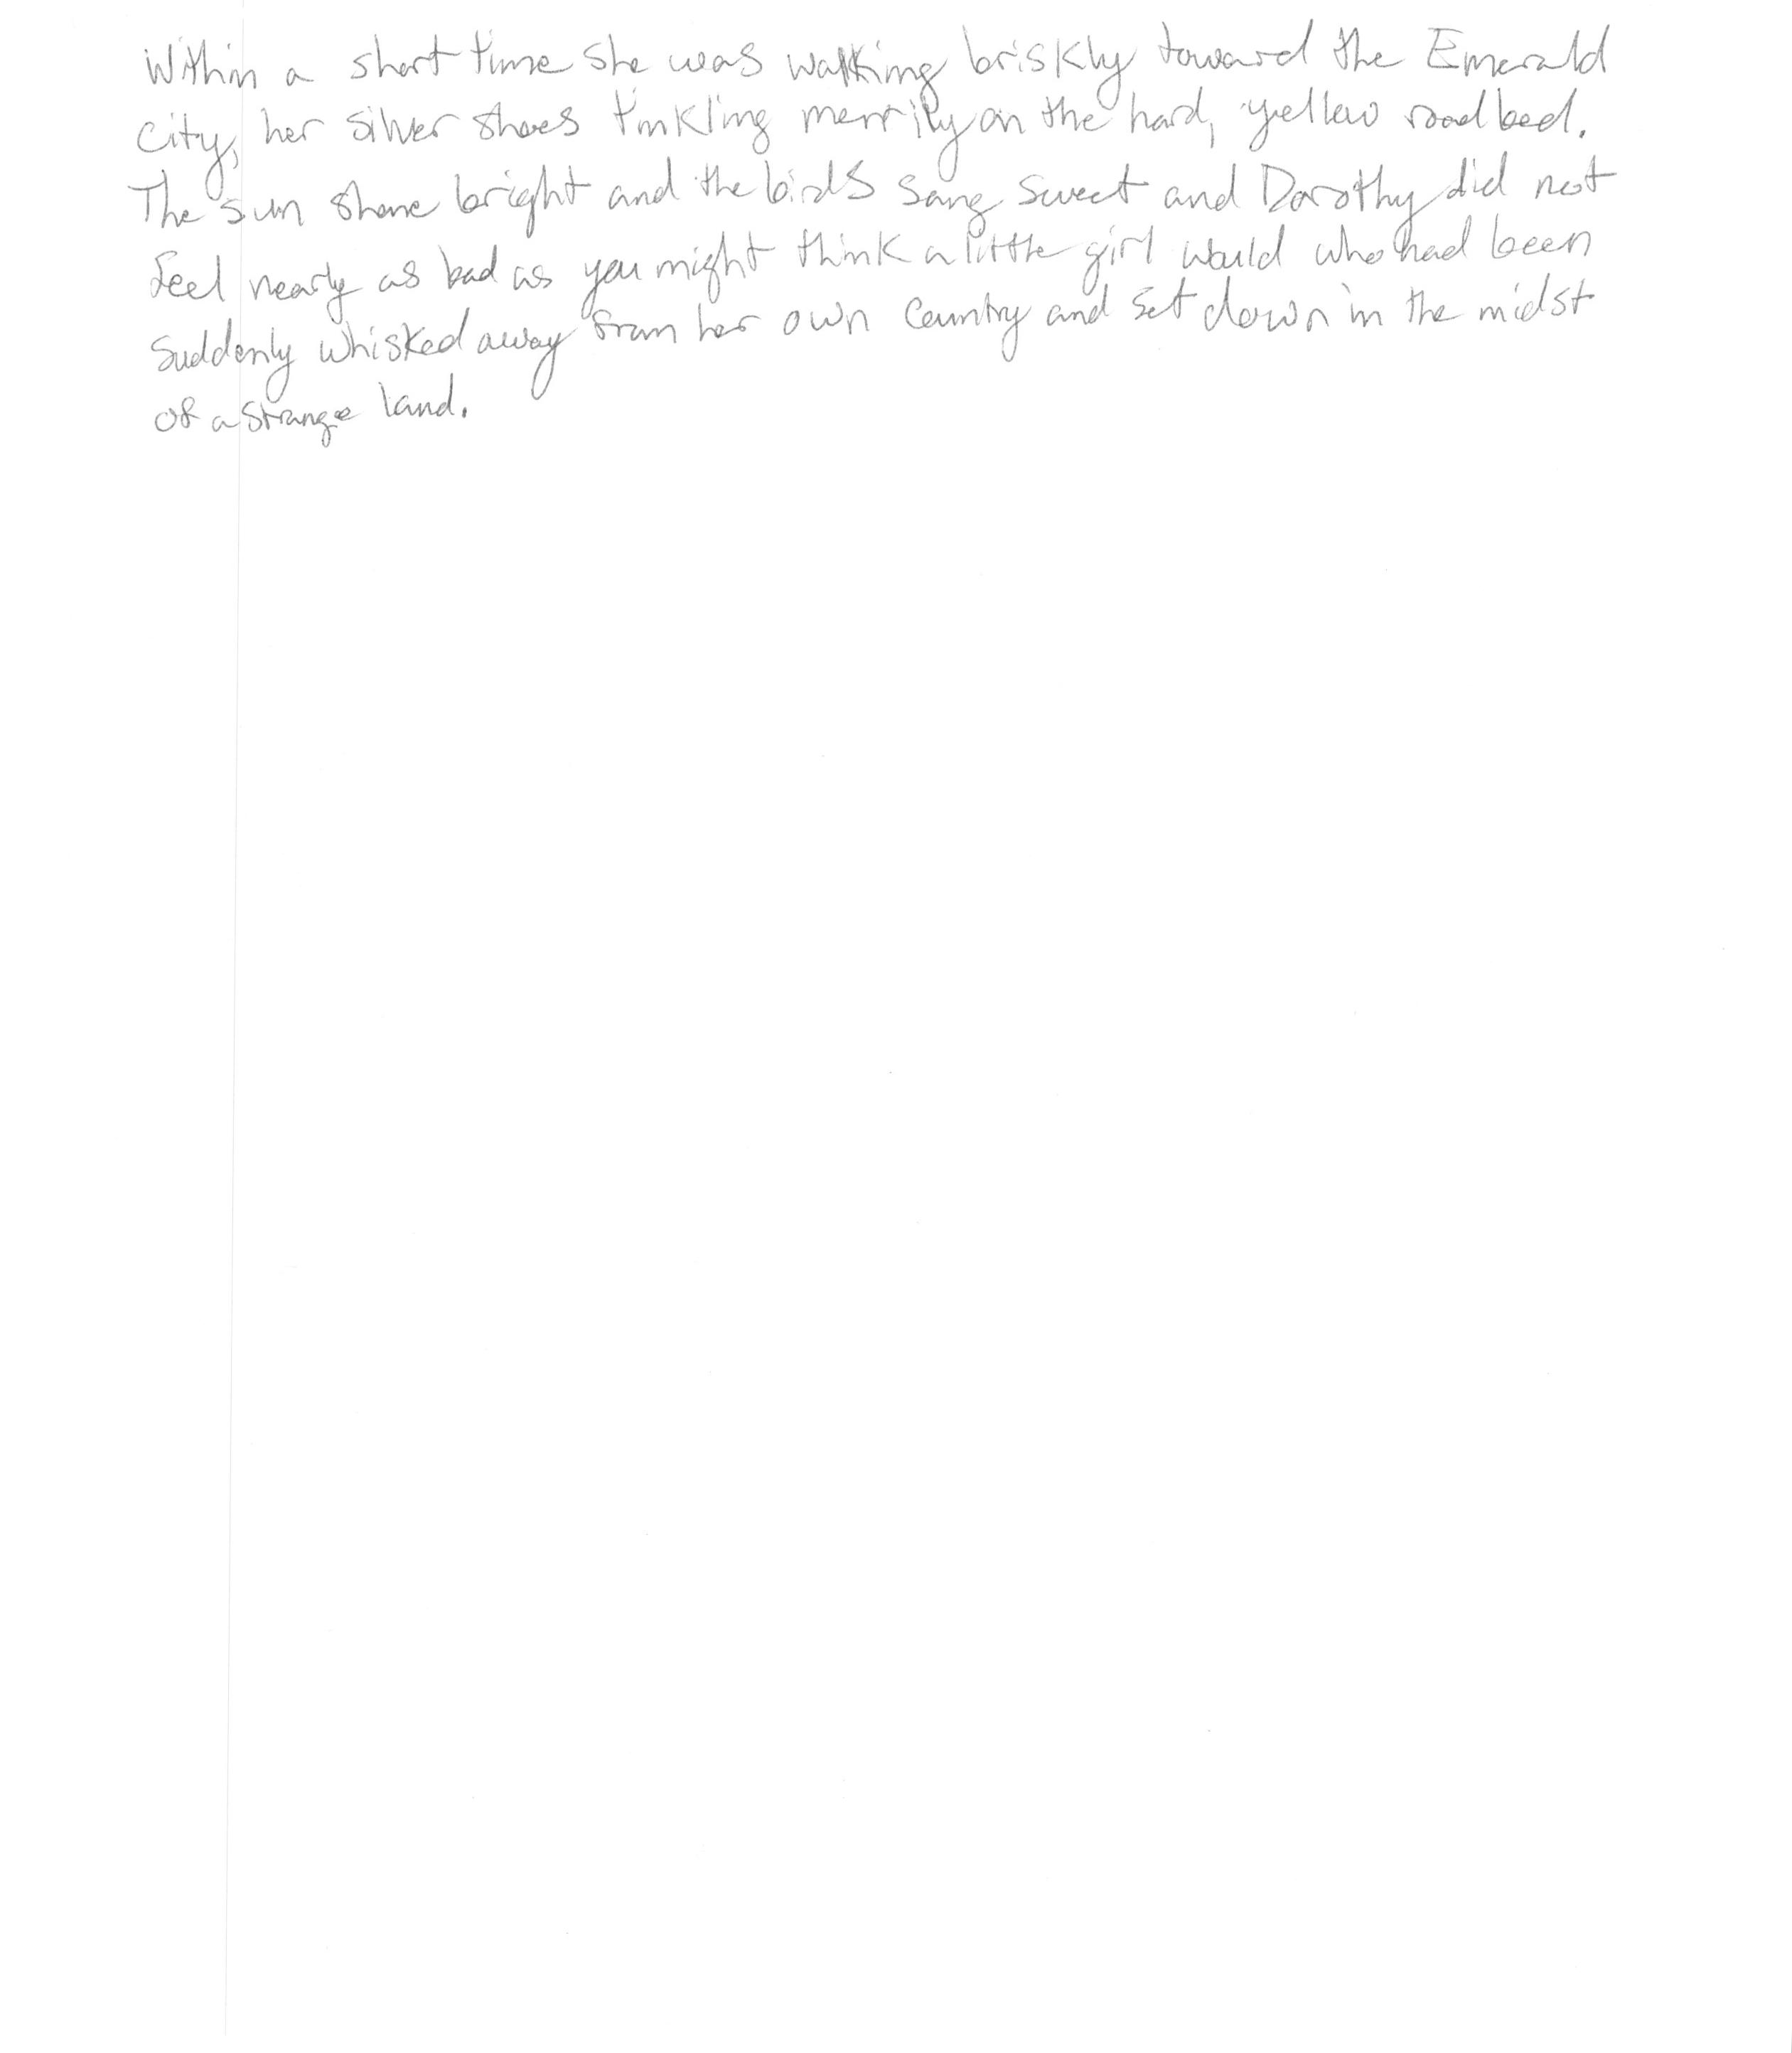 Within a short time she was walking briskly toward the Emerald
City, her silver shoes tinkling merrily on the hard, yellow roadbed.
The sun shone bright and the birds sang sweet and Dorothy did not
feel nearly as bad as you might think a little girl would who had been
suddenly whisked away from her own country and set down in the midst
of a strange land.